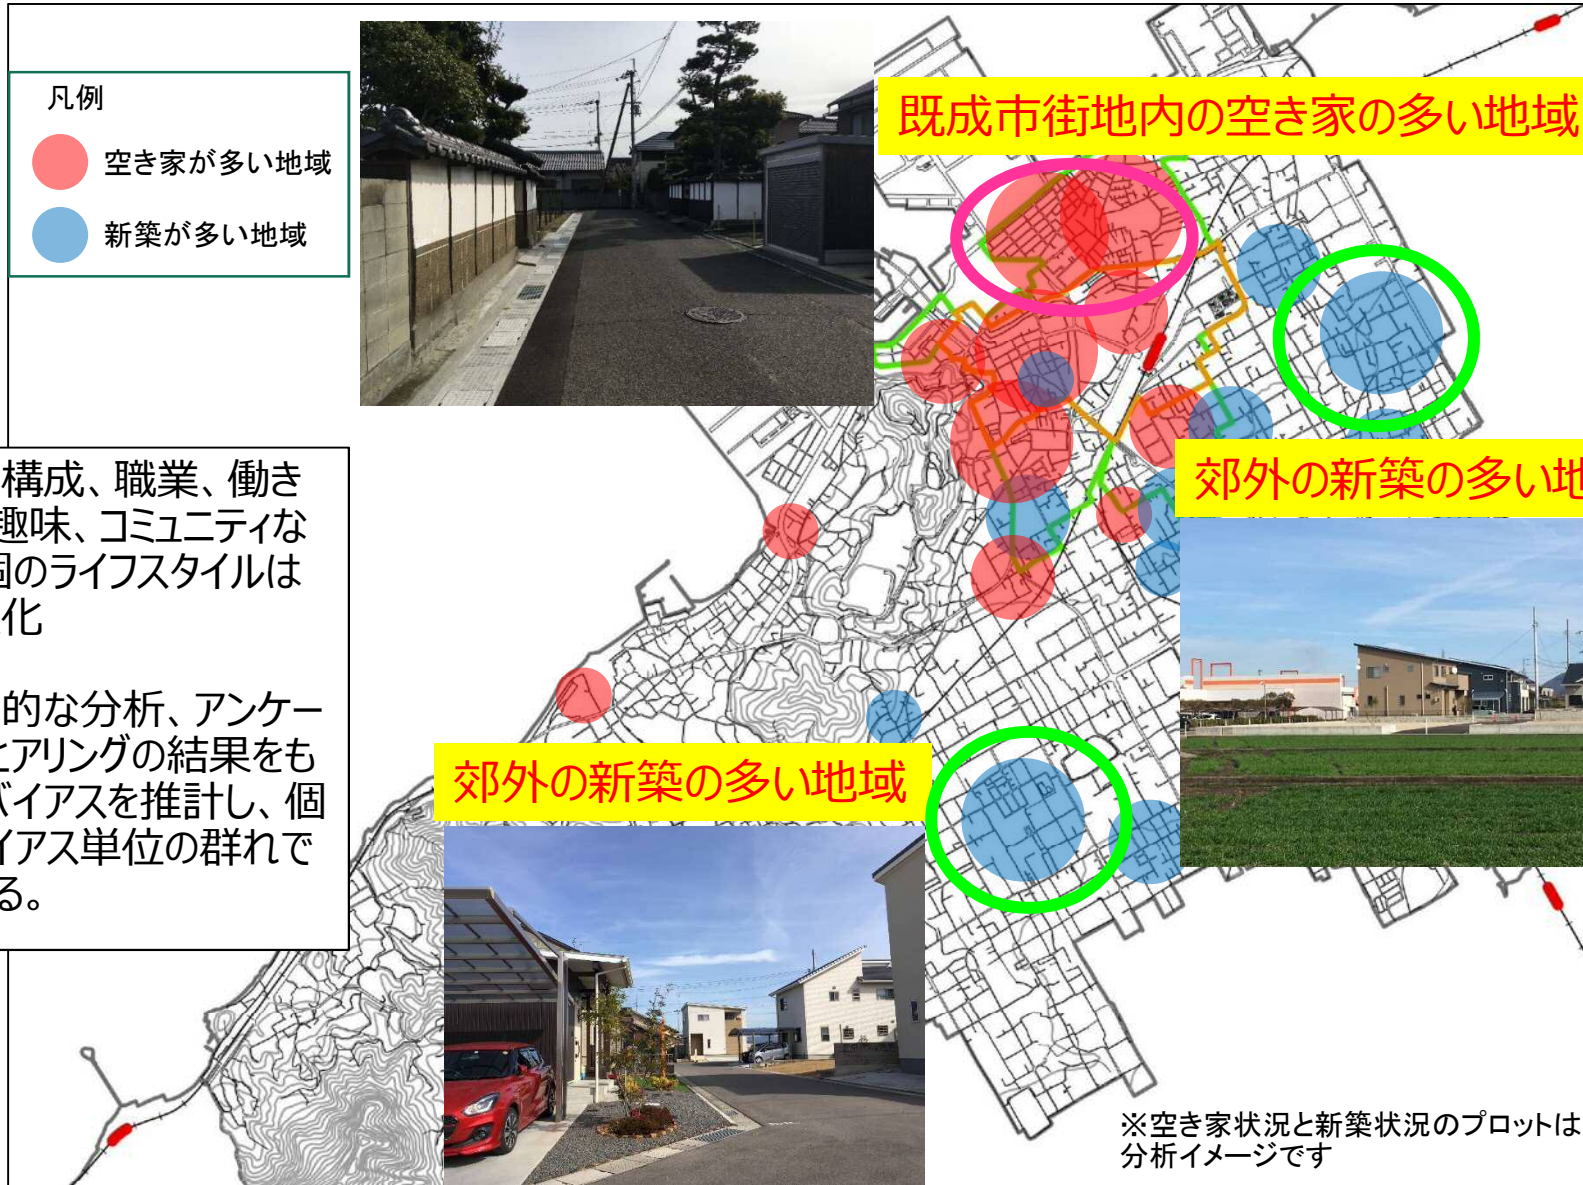 凡例
空き家が多い地域
新築が多い地域
既成市街地内の空き家の多い地域
構成、職業、働き
趣味、コミュニティな
のライフスタイルは
化
的な分析、アンケー
ヒアリングの結果をも
バイアスを推計し、個
イアス単位の群れで
る。
郊外の新築の多い地
郊外の新築の多い地域
※空き家状況と新築状況のプロットは
分析イメージです